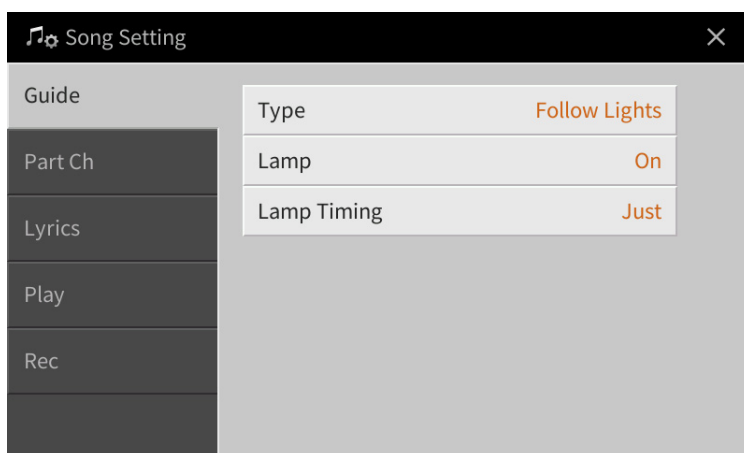 Song Setting
Guide
Type Follow Lights
Part Ch
Lamp On
Lyrics
Lamp Timing Just
Play
Rec